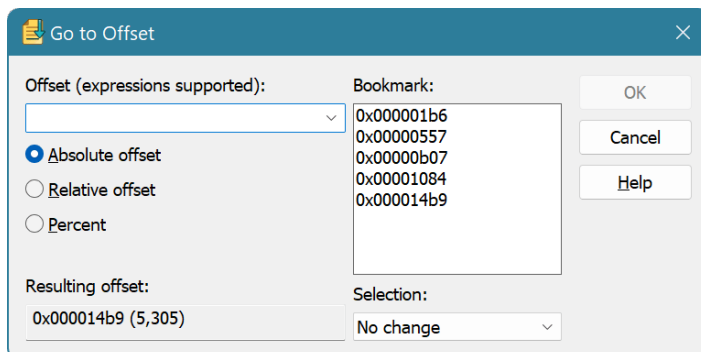 Go to Offset
Offset (expressions supported):
Absolute offset
Relative offset
Percent
Resulting offset:
0x000014b9 (5,305)
Bookmark:
0x000001b6
0x00000557
0x00000b07
0x00001084
0x000014b9
Selection:
No change
OK
Cancel
Help